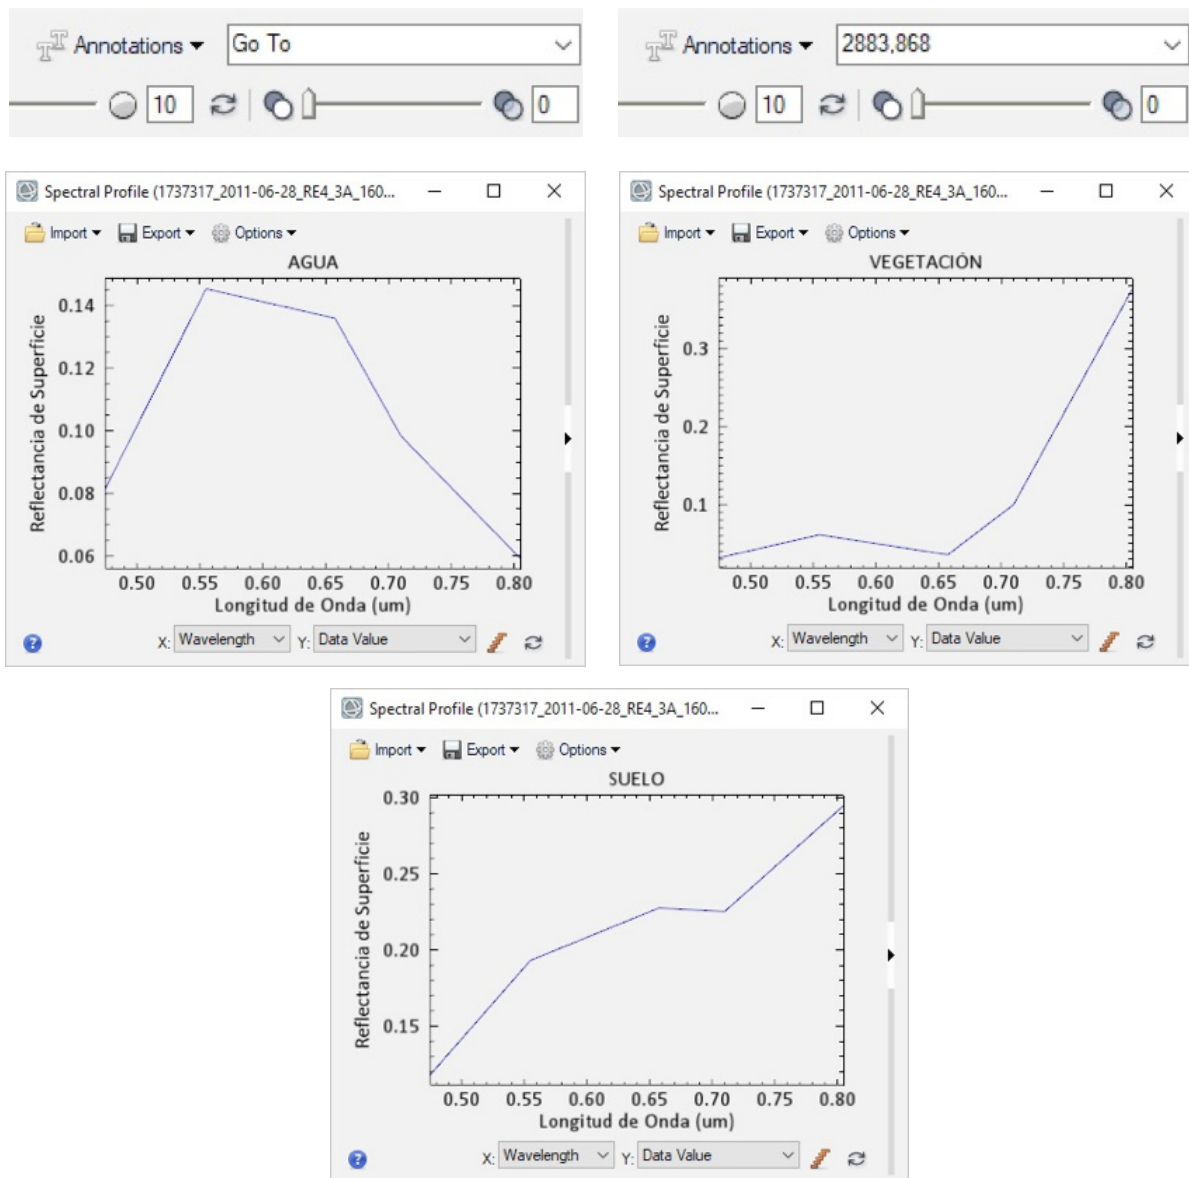 Annotations Go To
10 0
Annotations 2883,868
10 0
Spectral Profile (1737317_2011-06-28_RE4_3A_160...
Import Export Options
AGUA
Reflectancia de Superficie
0.14
0.12
0.10
0.08
0.06
0.50 0.55 0.60 0.65 0.70 0.75 0.80
Longitud de Onda (um)
X: Wavelength Y: Data Value
Spectral Profile (1737317_2011-06-28_RE4_3A_160...
Import Export Options
VEGETACIÓN
Reflectancia de Superficie
0.3
0.2
0.1
0.50 0.55 0.60 0.65 0.70 0.75 0.80
Longitud de Onda (um)
X: Wavelength Y: Data Value
Spectral Profile (1737317_2011-06-28_RE4_3A_160...
Import Export Options
SUELO
Reflectancia de Superficie
0.30
0.25
0.20
0.15
0.50 0.55 0.60 0.65 0.70 0.75 0.80
Longitud de Onda (um)
X: Wavelength Y: Data Value